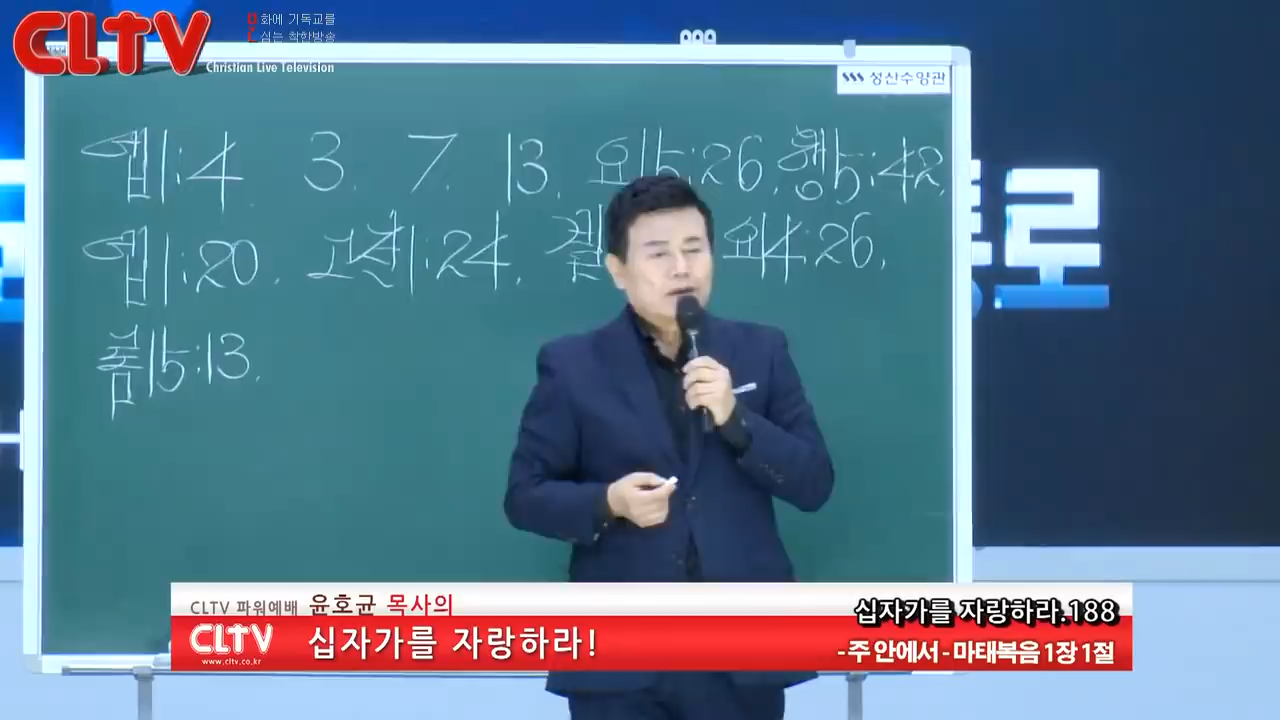 CLTV
화에 기독교를
심는 착한방송
Christian Live Television
성산수양관
엡1:4 3. 7. 13. 요15:26. 행5:42.
엡1:20. 고전1:24. 요4:26.
롬15:13.
통로
CLTV 파워예배 윤호균 목사의
십자가를 자랑하라.188
CLTV
www.cltv.co.kr
십자가를 자랑하라!
-주 안에서- 마태복음 1장 1절